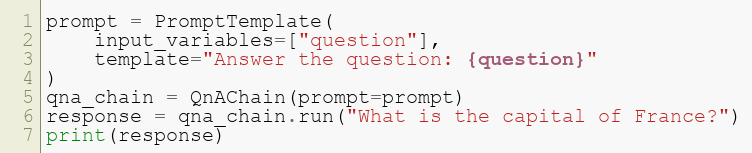 1 prompt = PromptTemplate(
2     input_variables=["question"],
3     template="Answer the question: {question}"
4 )
5 qna_chain = QnAChain(prompt=prompt)
6 response = qna_chain.run("What is the capital of France?")
7 print(response)